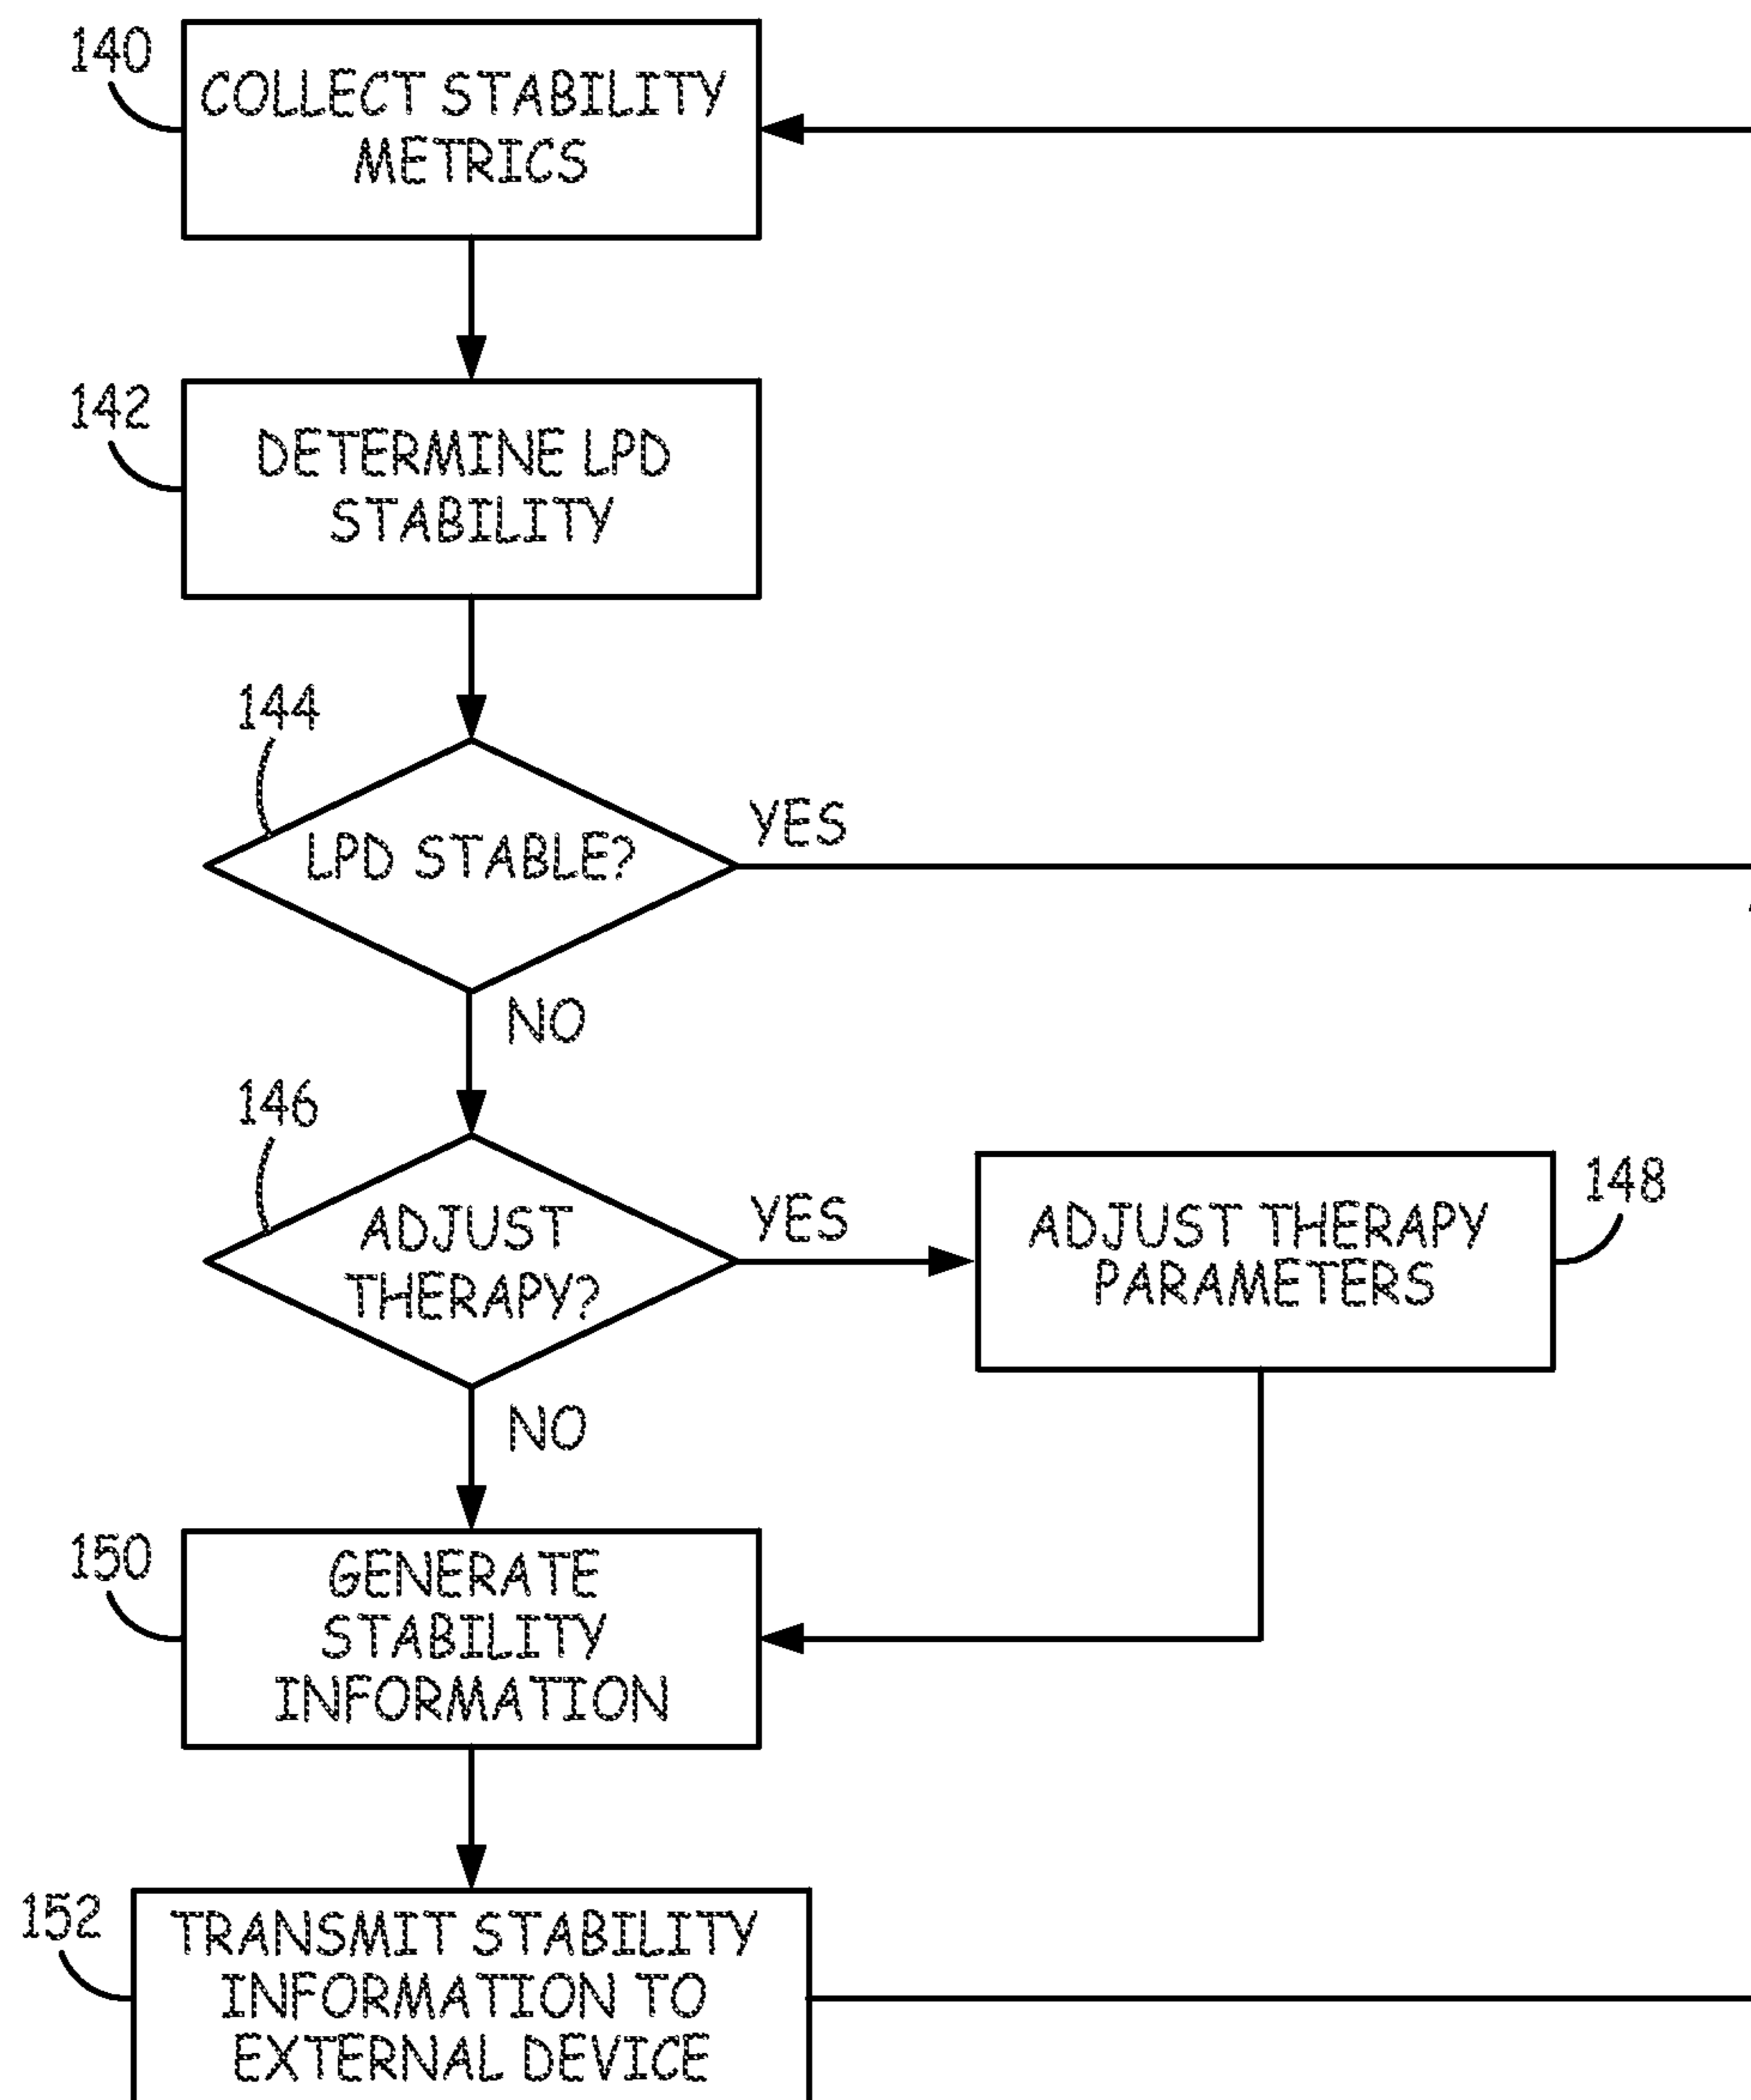 140
COLLECT STABILITY
METRICS
142
DETERMINE LPD
STABILITY
144
LPD STABLE?
YES
NO
146
ADJUST
THERAPY?
YES
148
ADJUST THERAPY
PARAMETERS
NO
150
GENERATE
STABILITY
INFORMATION
152
TRANSMIT STABILITY
INFORMATION TO
EXTERNAL DEVICE